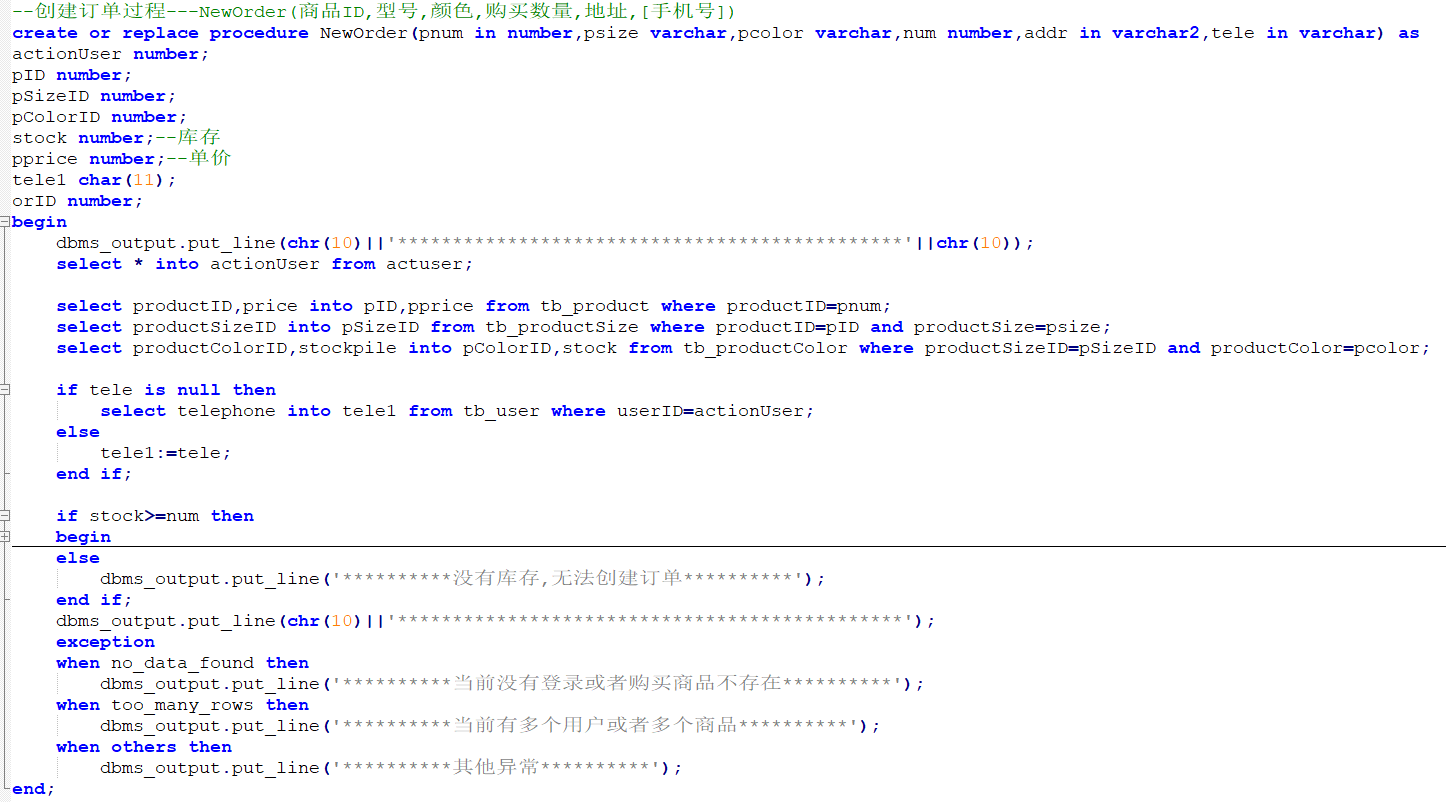 --创建订单过程---NewOrder(商品ID,型号,颜色,购买数量,地址,[手机号])
create or replace procedure NewOrder(pnum in number,psize varchar,pcolor varchar,num number,addr in varchar2,tele in varchar) as
actionUser number;
pID number;
pSizeID number;
pColorID number;
stock number;--库存
pprice number;--单价
tele1 char(11);
orID number;
begin
    dbms_output.put_line(chr(10)||'**********************************************'||chr(10));
    select * into actionUser from actuser;

    select productID,price into pID,pprice from tb_product where productID=pnum;
    select productSizeID into pSizeID from tb_productSize where productID=pID and productSize=psize;
    select productColorID,stockpile into pColorID,stock from tb_productColor where productSizeID=pSizeID and productColor=pcolor;

    if tele is null then
        select telephone into tele1 from tb_user where userID=actionUser;
    else
        tele1:=tele;
    end if;

    if stock>=num then
    begin
    else
        dbms_output.put_line('**********没有库存,无法创建订单**********');
    end if;
    dbms_output.put_line(chr(10)||'**********************************************');
    exception
    when no_data_found then
        dbms_output.put_line('**********当前没有登录或者购买商品不存在**********');
    when too_many_rows then
        dbms_output.put_line('**********当前有多个用户或者多个商品**********');
    when others then
        dbms_output.put_line('**********其他异常**********');
end;